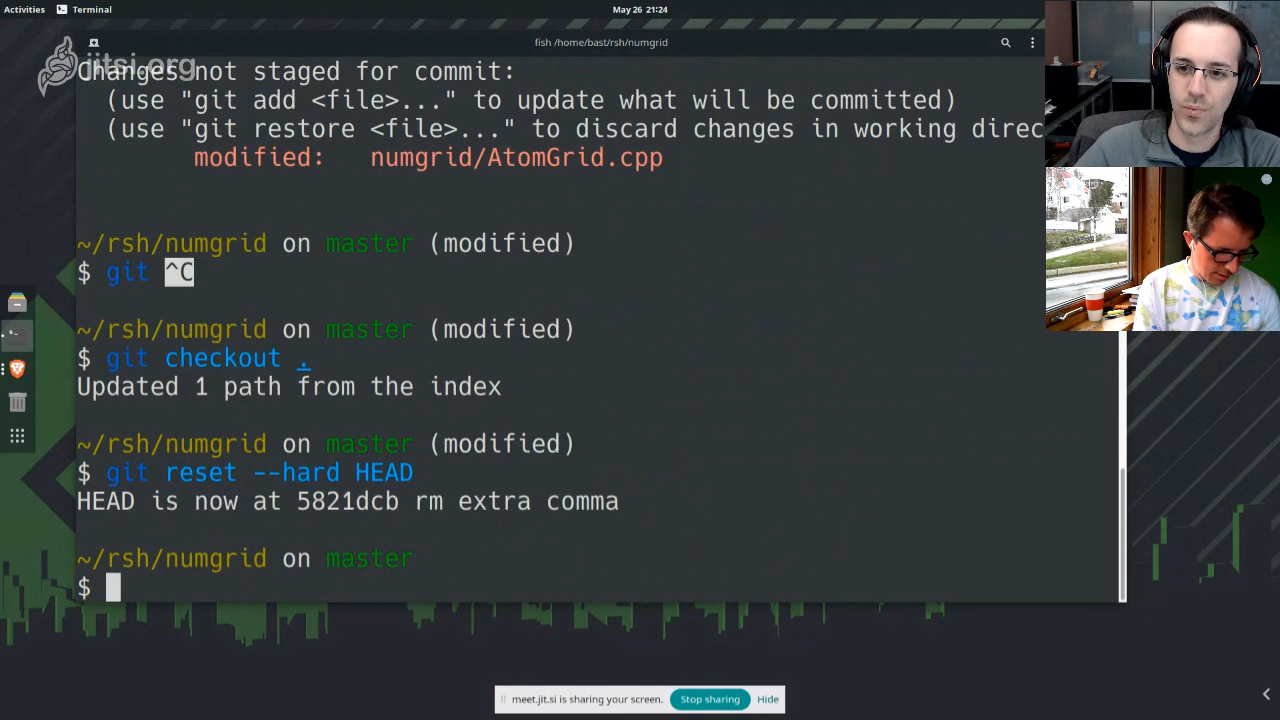 Activities Terminal May 26 21:24
fish /home/bast/rsh/numgrid
jitsi.org
Changes not staged for commit:
(use "git add <file>..." to update what will be committed)
(use "git restore <file>..." to discard changes in working direc
modified: numgrid/AtomGrid.cpp
~/rsh/numgrid on master (modified)
$ git ^C
~/rsh/numgrid on master (modified)
$ git checkout .
Updated 1 path from the index
~/rsh/numgrid on master (modified)
$ git reset --hard HEAD
HEAD is now at 5821dcb rm extra comma
~/rsh/numgrid on master
$
meet.jit.si is sharing your screen. Stop sharing Hide